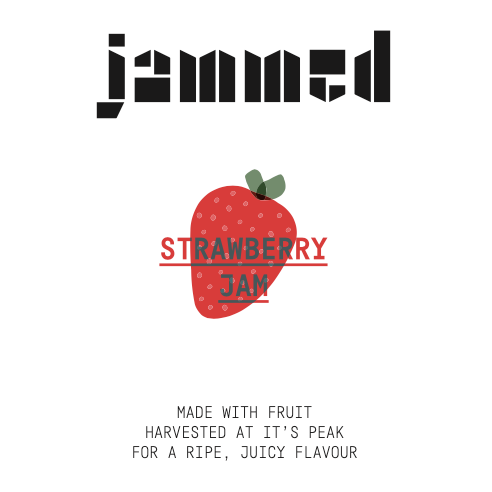 jammed
STRAWBERRY
JAM
MADE WITH FRUIT
HARVESTED AT IT'S PEAK
FOR A RIPE, JUICY FLAVOUR